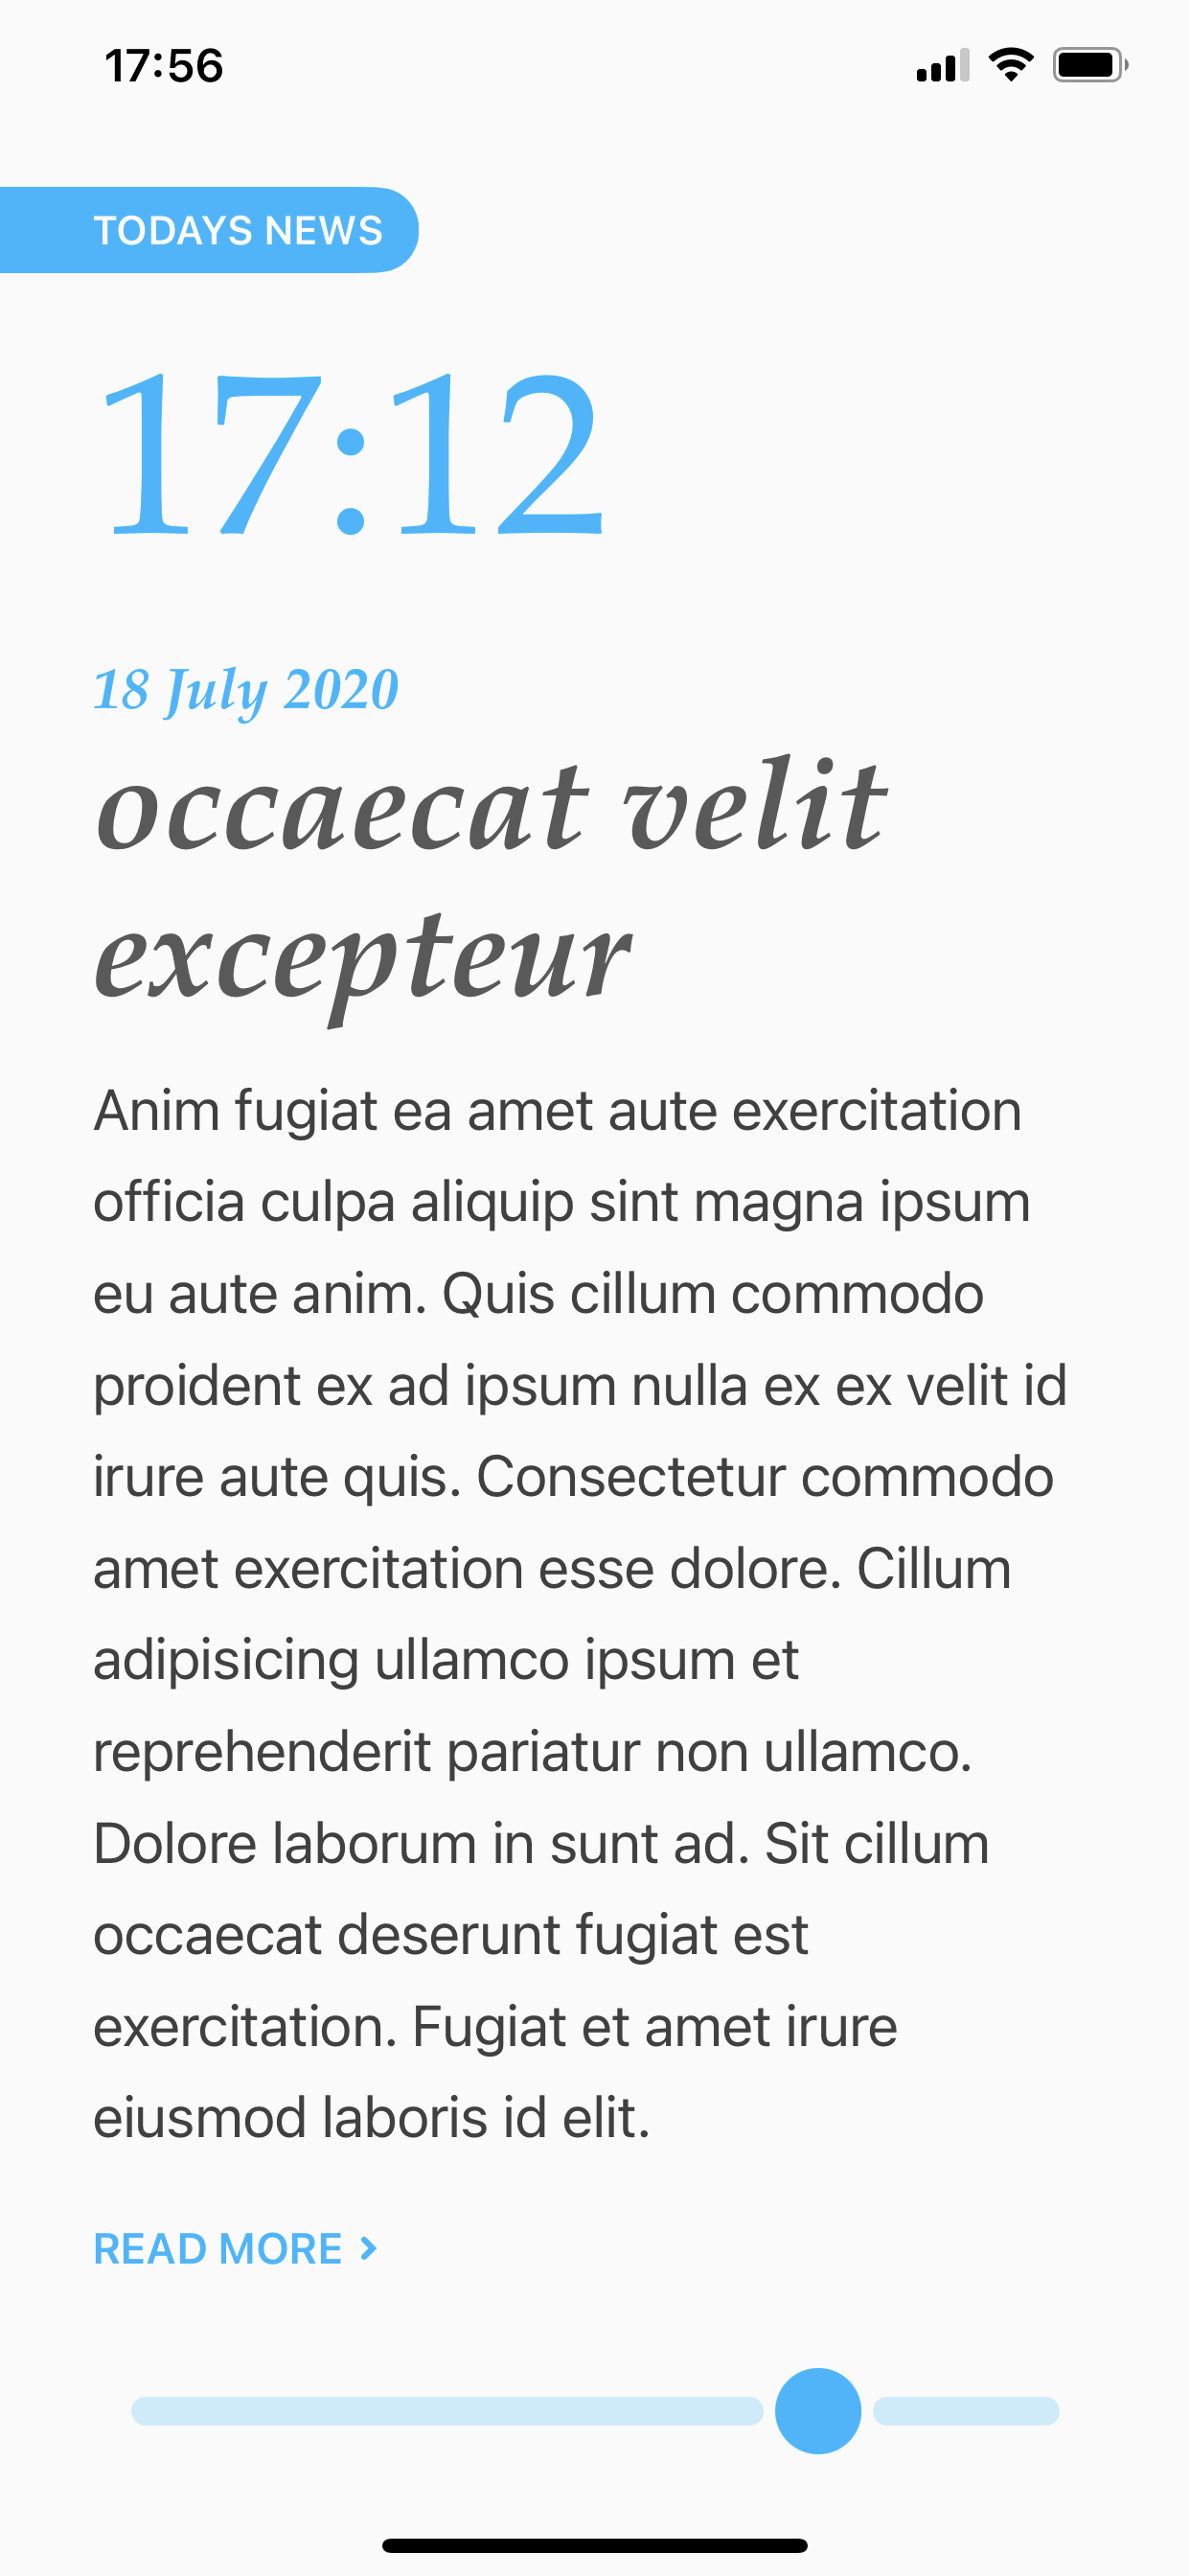 17:56
TODAYS NEWS
17:12
18 July 2020
occaecat velit
excepteur
Anim fugiat ea amet aute exercitation
officia culpa aliquip sint magna ipsum
eu aute anim. Quis cillum commodo
proident ex ad ipsum nulla ex ex velit id
irure aute quis. Consectetur commodo
amet exercitation esse dolore. Cillum
adipisicing ullamco ipsum et
reprehenderit pariatur non ullamco.
Dolore laborum in sunt ad. Sit cillum
occaecat deserunt fugiat est
exercitation. Fugiat et amet irure
eiusmod laboris id elit.
READ MORE